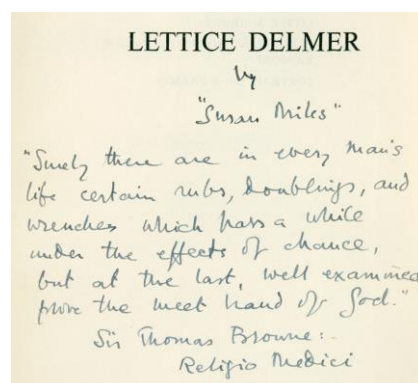 LETTICE DELMER
by
"Susan Miles"
"Surely there are in every man's
life certain rubs, doublings, and
wrenches which pass a while
under the effects of chance,
but at the last, well examined
prove the meet hand of God."
Sir Thomas Browne:.
Religio Medici